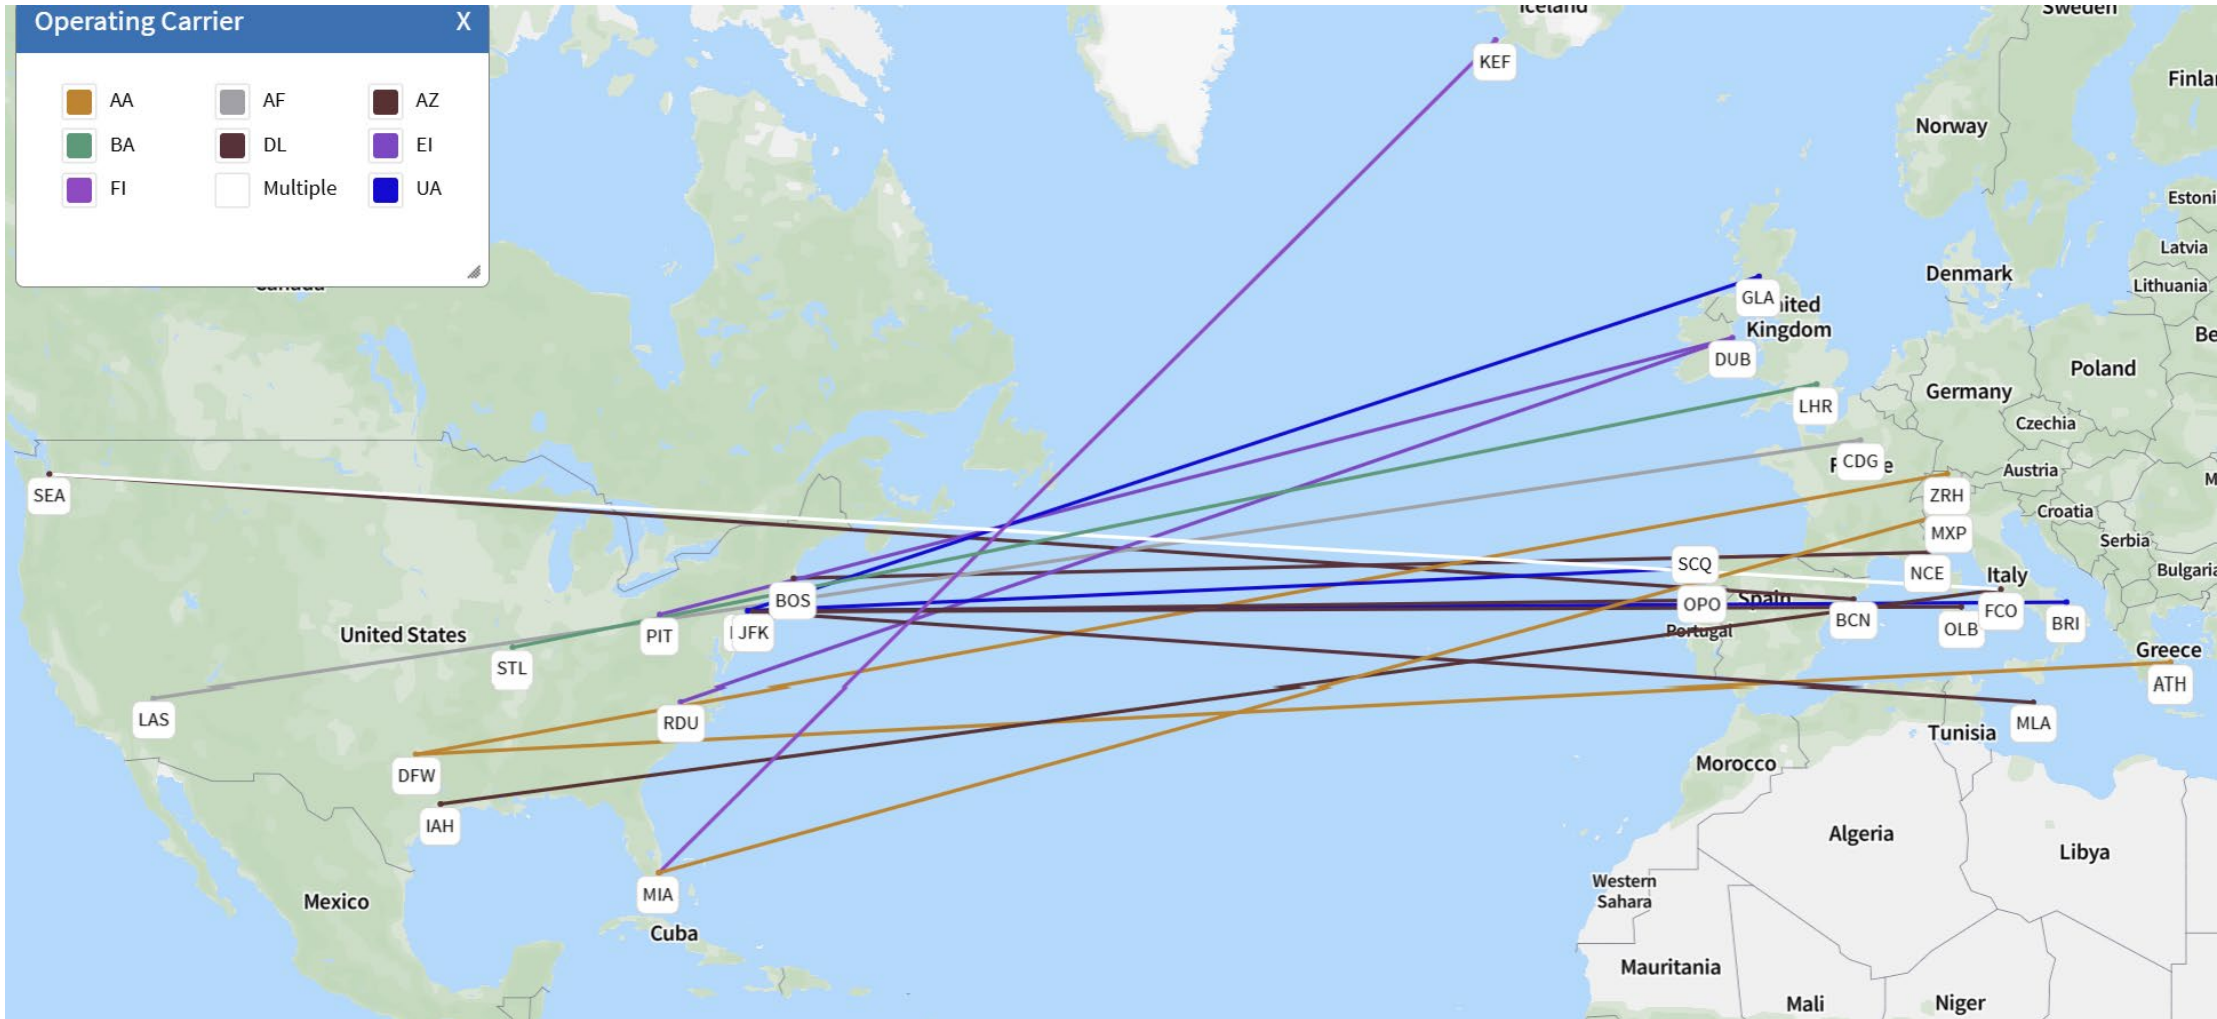 Operating Carrier X
AA AF AZ
BA DL EI
FI Multiple UA
Iceland
Sweden
KEF
Finlar
Norway
Estoni
Latvia
Denmark
Lithuania
Canada
GLA
United
Kingdom
DUB
Be
Poland
Germany
LHR
Czechia
CDG
Austria
SEA
ZRH
M
Croatia
MXP
Serbia
SCQ
NCE
Italy
Bulgaria
BOS
OPO
Spain
FCO
BCN
OLB
BRI
United States
PIT
JFK
Portugal
Greece
STL
ATH
LAS
RDU
MLA
Tunisia
DFW
Morocco
IAH
Algeria
Libya
MIA
Western
Sahara
Mexico
Cuba
Mauritania
Mali
Niger